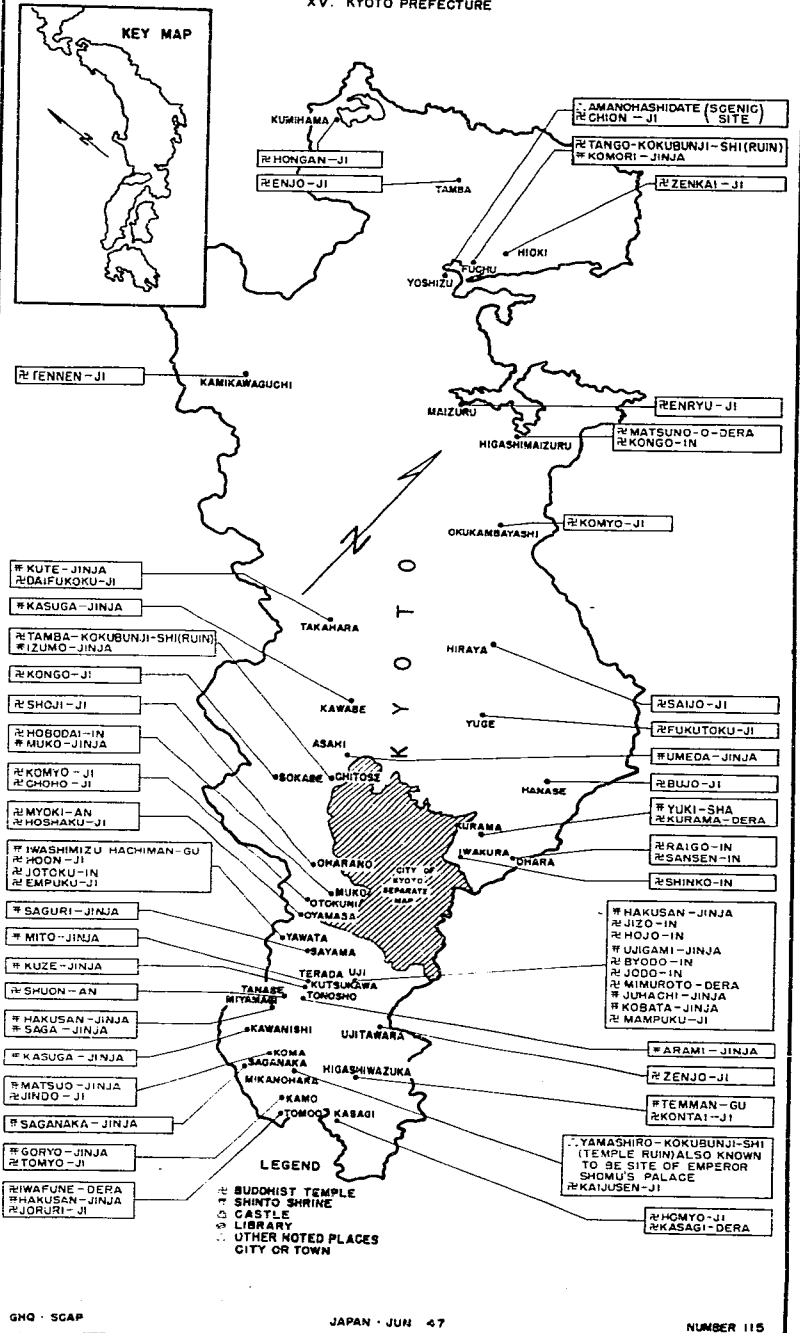 XV. KYOTO PREFECTURE
KEY MAP
N
KUMIHAMA
卍 HONGAN-JI
卍 ENJO-JI
TAMBA
∴ AMANOHASHIDATE (SCENIC SITE)
卍 CHION-JI
卍 TANGO-KOKUBUNJI-SHI(RUIN)
⛩ KOMORI-JINJA
卍 ZENKAI-JI
HIOKI
FUCHU
YOSHIZU
卍 TENNEN-JI
KAMIKAWAGUCHI
MAIZURU
卍 ENRYU-JI
HIGASHIMAIZURU
卍 MATSUNO-O-DERA
卍 KONGO-IN
N
OKUKAMBAYASHI
卍 KOMYO-JI
KYOTO
⛩ KUTE-JINJA
卍 DAIFUKOKU-JI
⛩ KASUGA-JINJA
卍 TAMBA-KOKUBUNJI-SHI(RUIN)
⛩ IZUMO-JINJA
卍 KONGO-JI
卍 SHOJI-JI
卍 HOBODAI-IN
⛩ MUKO-JINJA
卍 KOMYO-JI
卍 CHOHO-JI
卍 MYOKI-AN
卍 HOSHAKU-JI
⛩ IWASHIMIZU HACHIMAN-GU
卍 HOON-JI
卍 JOTOKU-IN
卍 EMPUKU-JI
⛩ SAGURI-JINJA
⛩ MITO-JINJA
⛩ KUZE-JINJA
卍 SHUON-AN
⛩ HAKUSAN-JINJA
⛩ SAGA-JINJA
⛩ KASUGA-JINJA
⛩ MATSUO-JINJA
卍 JINDO-JI
⛩ SAGANAKA-JINJA
⛩ GORYO-JINJA
卍 TOMYO-JI
卍 IWAFUNE-DERA
⛩ HAKUSAN-JINJA
卍 JORURI-JI
TAKAHARA
HIRAYA
KAWABE
YUGE
ASAHI
SOKABE
CHITOSE
HANASE
KURAMA
IWAKURA
OHARA
OHARANO
CITY OF
KYOTO
SEPARATE
MAP
MUKO
OTOKUNI
OYAMASA
YAWATA
SAYAMA
TERADA
UJI
KUTSUKAWA
TANABE
TONOSHO
MIYAMAKI
KAWANISHI
UJITAWARA
KOMA
SAGANAKA
HIGASHIWAZUKA
MIKANOHARA
KAMO
TOMOO
KASAGI
卍 SAIJO-JI
卍 FUKUTOKU-JI
⛩ UMEDA-JINJA
卍 BUJO-JI
⛩ YUKI-SHA
卍 KURAMA-DERA
卍 RAIGO-IN
卍 SANSEN-IN
卍 SHINKO-IN
⛩ HAKUSAN-JINJA
卍 JIZO-IN
卍 HOJO-IN
⛩ UJIGAMI-JINJA
卍 BYODO-IN
卍 JODO-IN
卍 MIMUROTO-DERA
⛩ JUHACHI-JINJA
⛩ KOBATA-JINJA
卍 MAMPUKU-JI
⛩ ARAMI-JINJA
卍 ZENJO-JI
⛩ TEMMAN-GU
卍 KONTAI-JI
∴ YAMASHIRO-KOKUBUNJI-SHI
(TEMPLE RUIN) ALSO KNOWN
TO BE SITE OF EMPEROR
SHOMU'S PALACE
卍 KAIJUSEN-JI
卍 HOMYO-JI
卍 KASAGI-DERA
LEGEND
卍 BUDDHIST TEMPLE
⛩ SHINTO SHRINE
CASTLE
LIBRARY
∴ OTHER NOTED PLACES
CITY OR TOWN
GHQ · SCAP
JAPAN · JUN 47
NUMBER 115